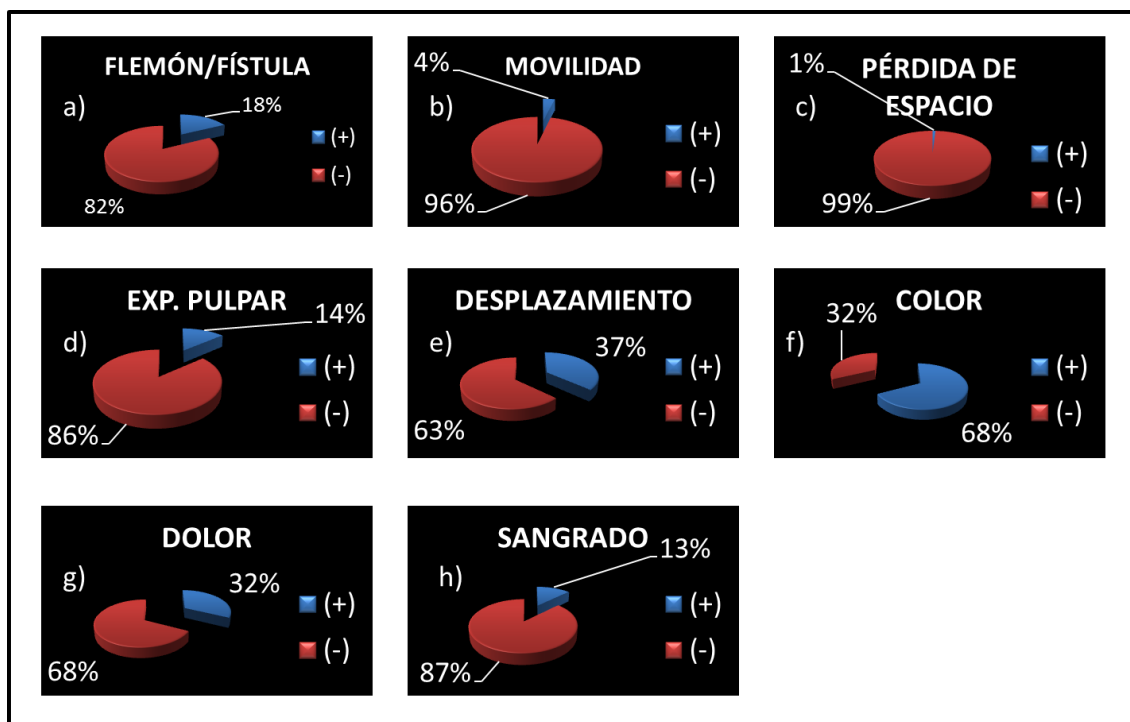 FLEMÓN/FÍSTULA
a)
18%
(+)
(-)
82%
MOVILIDAD
4%
b)
(+)
(-)
96%
PÉRDIDA DE
ESPACIO
1%
c)
(+)
(-)
99%
EXP. PULPAR
14%
d)
(+)
(-)
86%
DESPLAZAMIENTO
e)
37%
(+)
(-)
63%
COLOR
32%
f)
(+)
(-)
68%
DOLOR
g)
32%
(+)
(-)
68%
SANGRADO
13%
h)
(+)
(-)
87%